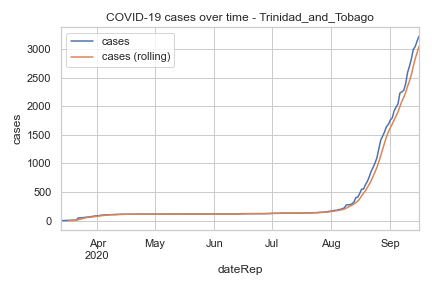 COVID-19 cases over time - Trinidad_and_Tobago
cases
cases (rolling)
cases
3000
2500
2000
1500
1000
500
0
Apr May Jun Jul Aug Sep
2020
dateRep